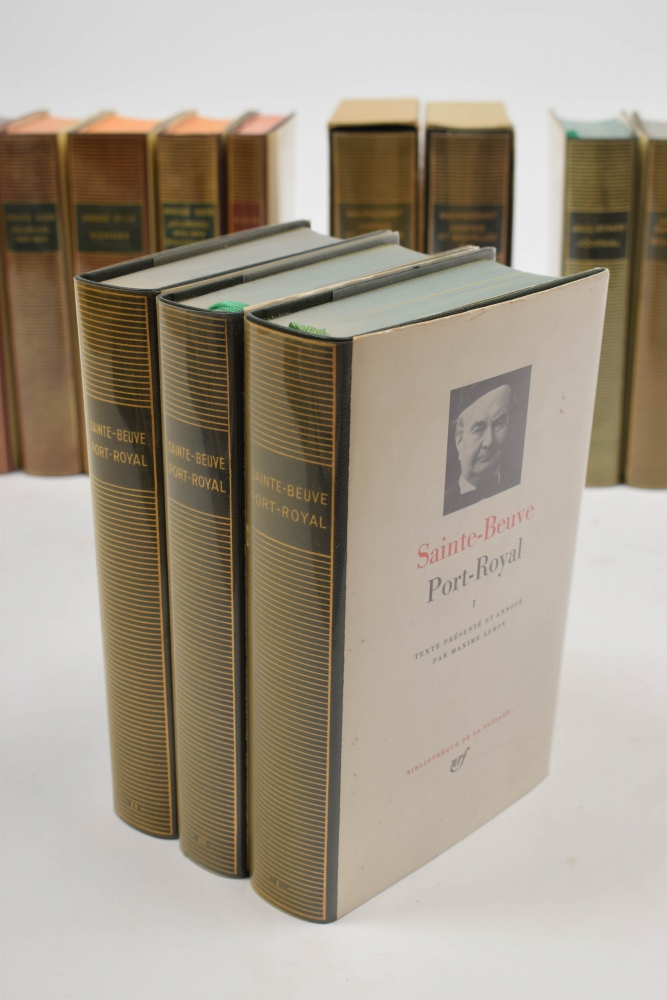 SAINTE-BEUVE
PORT-ROYAL
SAINTE-BEUVE
PORT-ROYAL
SAINTE-BEUVE
PORT-ROYAL
Sainte-Beuve
Port-Royal
I
TEXTE PRÉSENTÉ ET ANNOTÉ
PAR MAXIME LEROY
BIBLIOTHÈQUE DE LA PLÉIADE
nrf